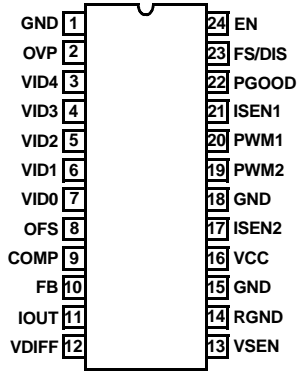 GND 1 24 EN
OVP 2 23 FS/DIS
VID4 3 22 PGOOD
VID3 4 21 ISEN1
VID2 5 20 PWM1
VID1 6 19 PWM2
VID0 7 18 GND
OFS 8 17 ISEN2
COMP 9 16 VCC
FB 10 15 GND
IOUT 11 14 RGND
VDIFF 12 13 VSEN